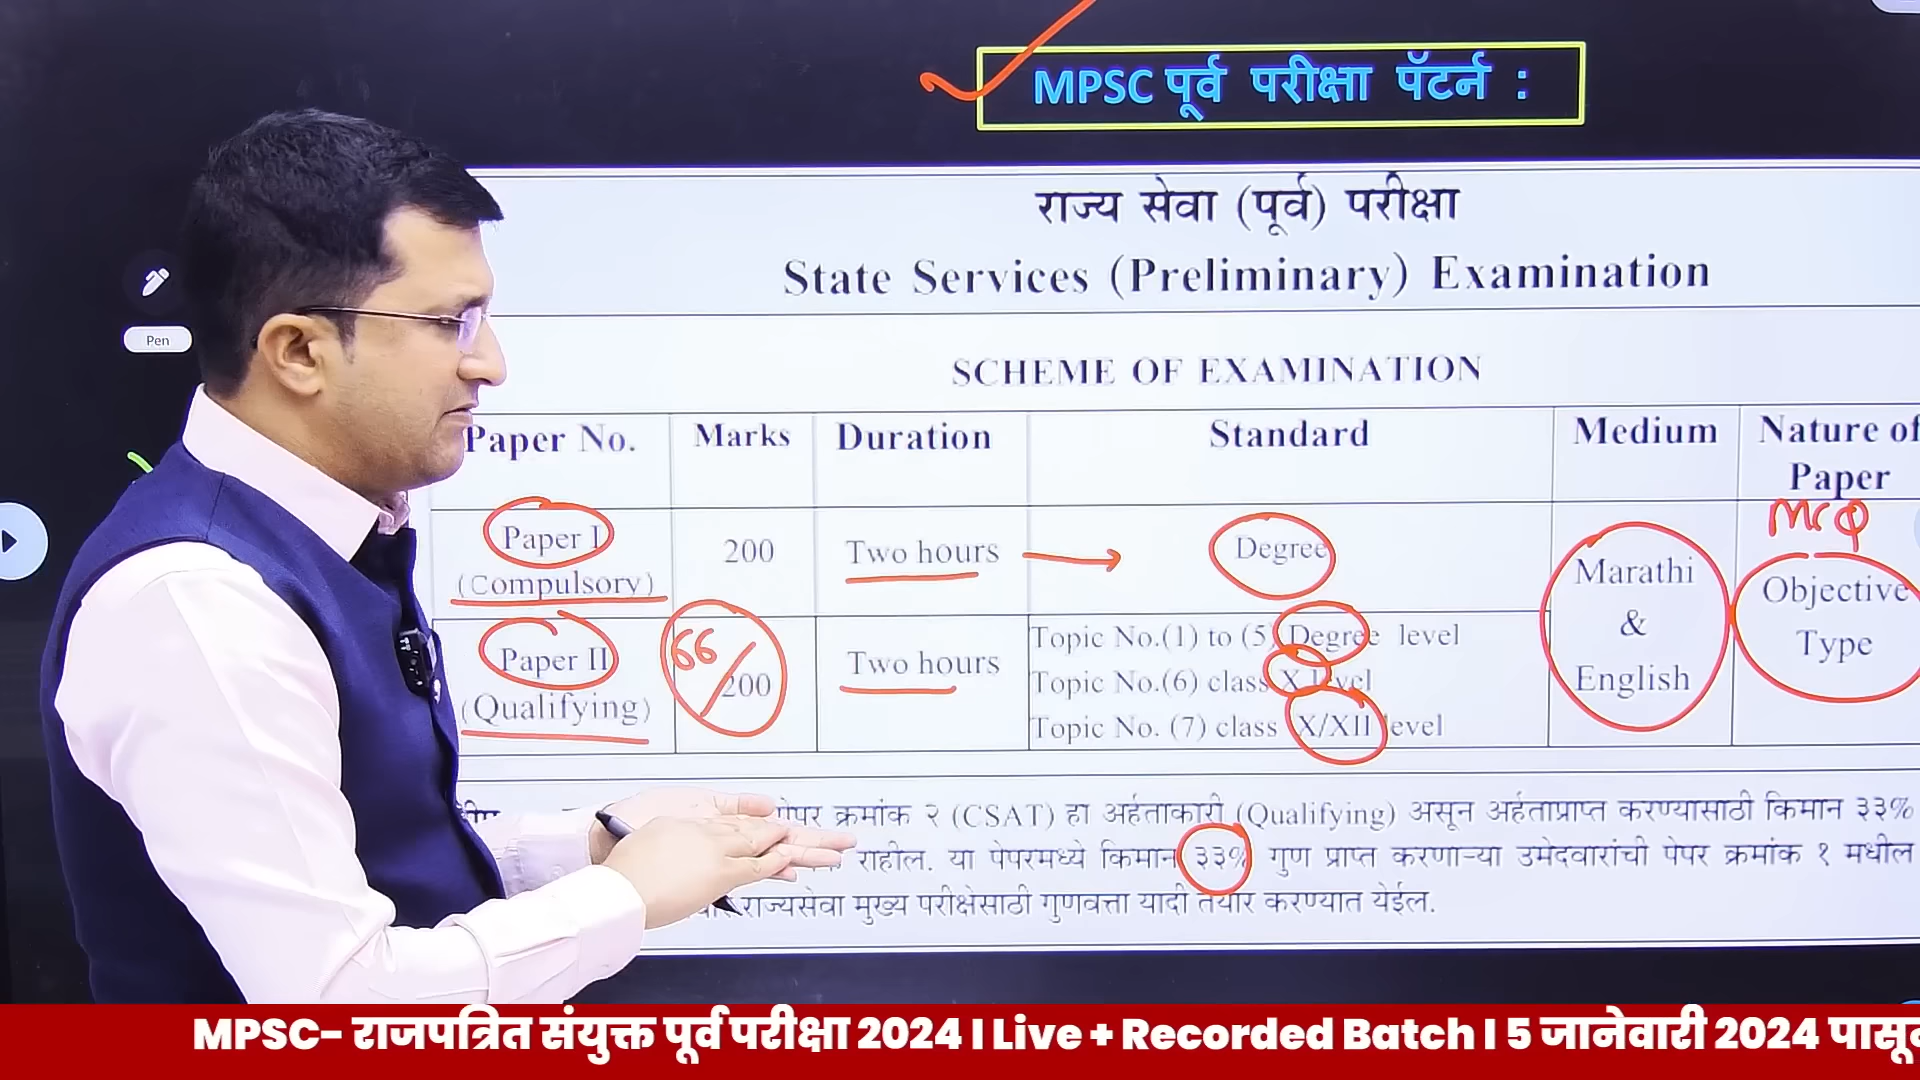 MPSC पूर्व परीक्षा पॅटर्न :
राज्य सेवा (पूर्व) परीक्षा
State Services (Preliminary) Examination
Pen
SCHEME OF EXAMINATION
Paper No. Marks Duration Standard Medium Nature of Paper
MCQ
Paper I (Compulsory) 200 Two hours Degree
Marathi & English
Objective Type
Paper II (Qualifying) 66/200 Two hours
Topic No.(1) to (5) Degree level
Topic No.(6) class X level
Topic No. (7) class X/XII level
पेपर क्रमांक २ (CSAT) हा अर्हताकारी (Qualifying) असून अर्हताप्राप्त करण्यासाठी किमान ३३%
राहील. या पेपरमध्ये किमान ३३% गुण प्राप्त करणाऱ्या उमेदवारांची पेपर क्रमांक १ मधील
राज्यसेवा मुख्य परीक्षेसाठी गुणवत्ता यादी तयार करण्यात येईल.
MPSC- राजपत्रित संयुक्त पूर्व परीक्षा 2024 I Live + Recorded Batch I 5 जानेवारी 2024 पासून